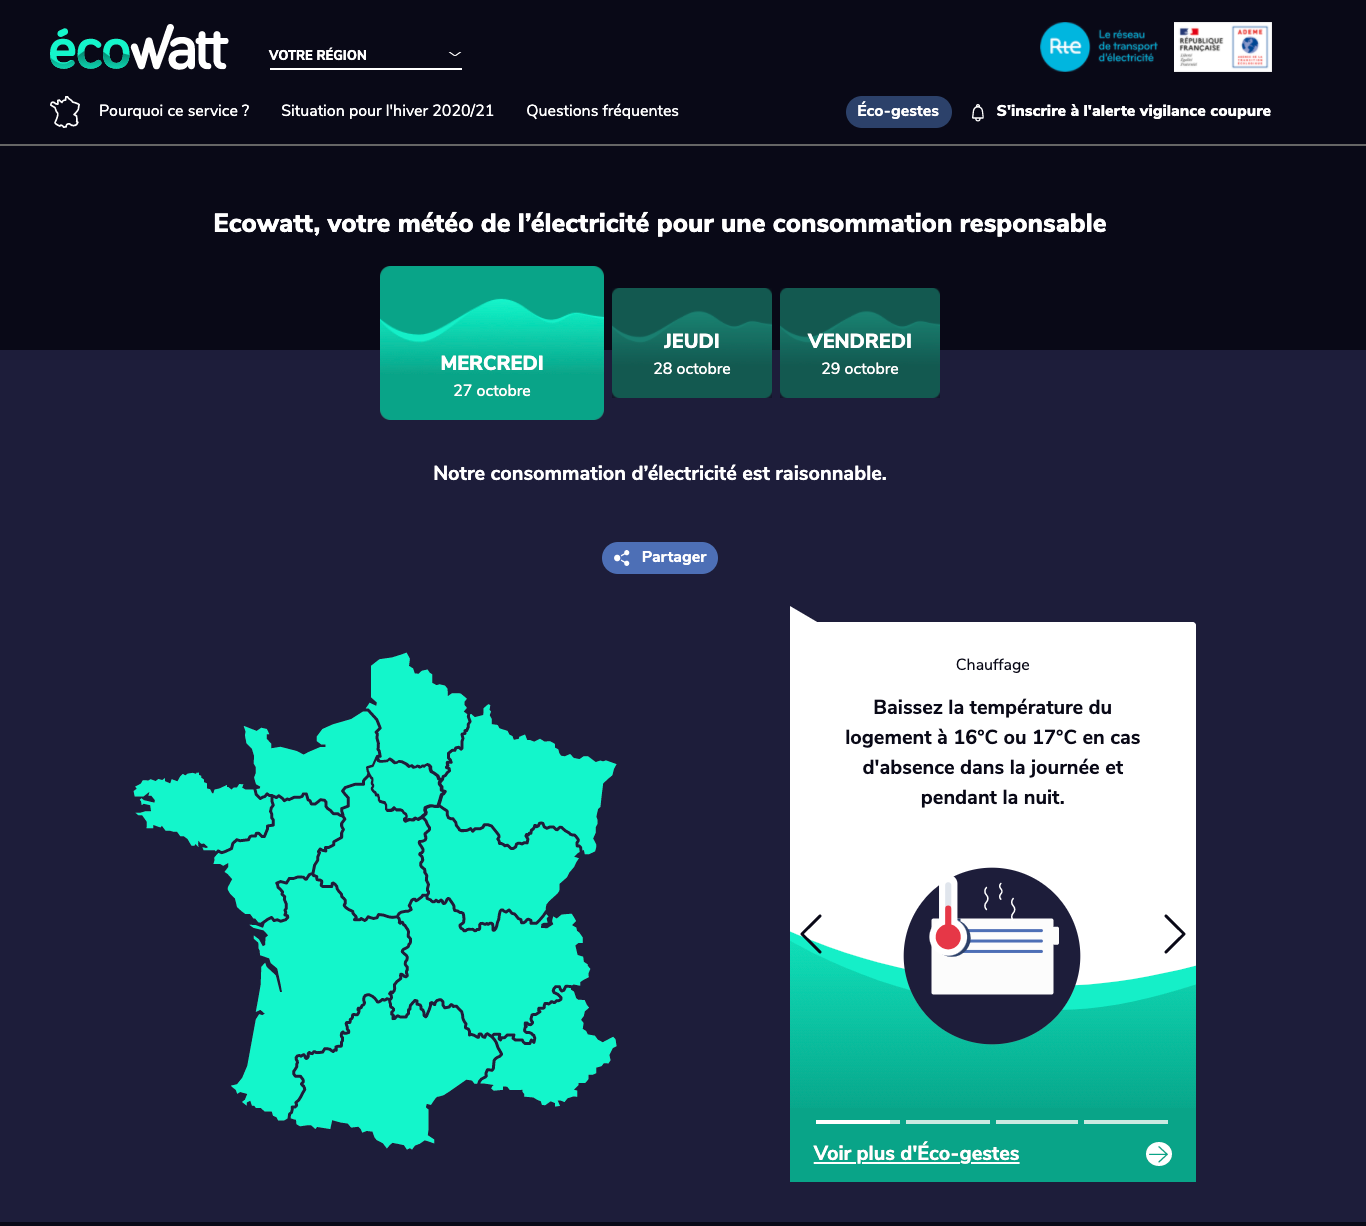 écowatt
VOTRE RÉGION
Rte
Le réseau
de transport
d'électricité
RÉPUBLIQUE
FRANÇAISE
ADEME
Pourquoi ce service ?
Situation pour l'hiver 2020/21
Questions fréquentes
Éco-gestes
S'inscrire à l'alerte vigilance coupure
Ecowatt, votre météo de l’électricité pour une consommation responsable
MERCREDI
27 octobre
JEUDI
28 octobre
VENDREDI
29 octobre
Notre consommation d’électricité est raisonnable.
Partager
Chauffage
Baissez la température du
logement à 16°C ou 17°C en cas
d'absence dans la journée et
pendant la nuit.
Voir plus d'Éco-gestes